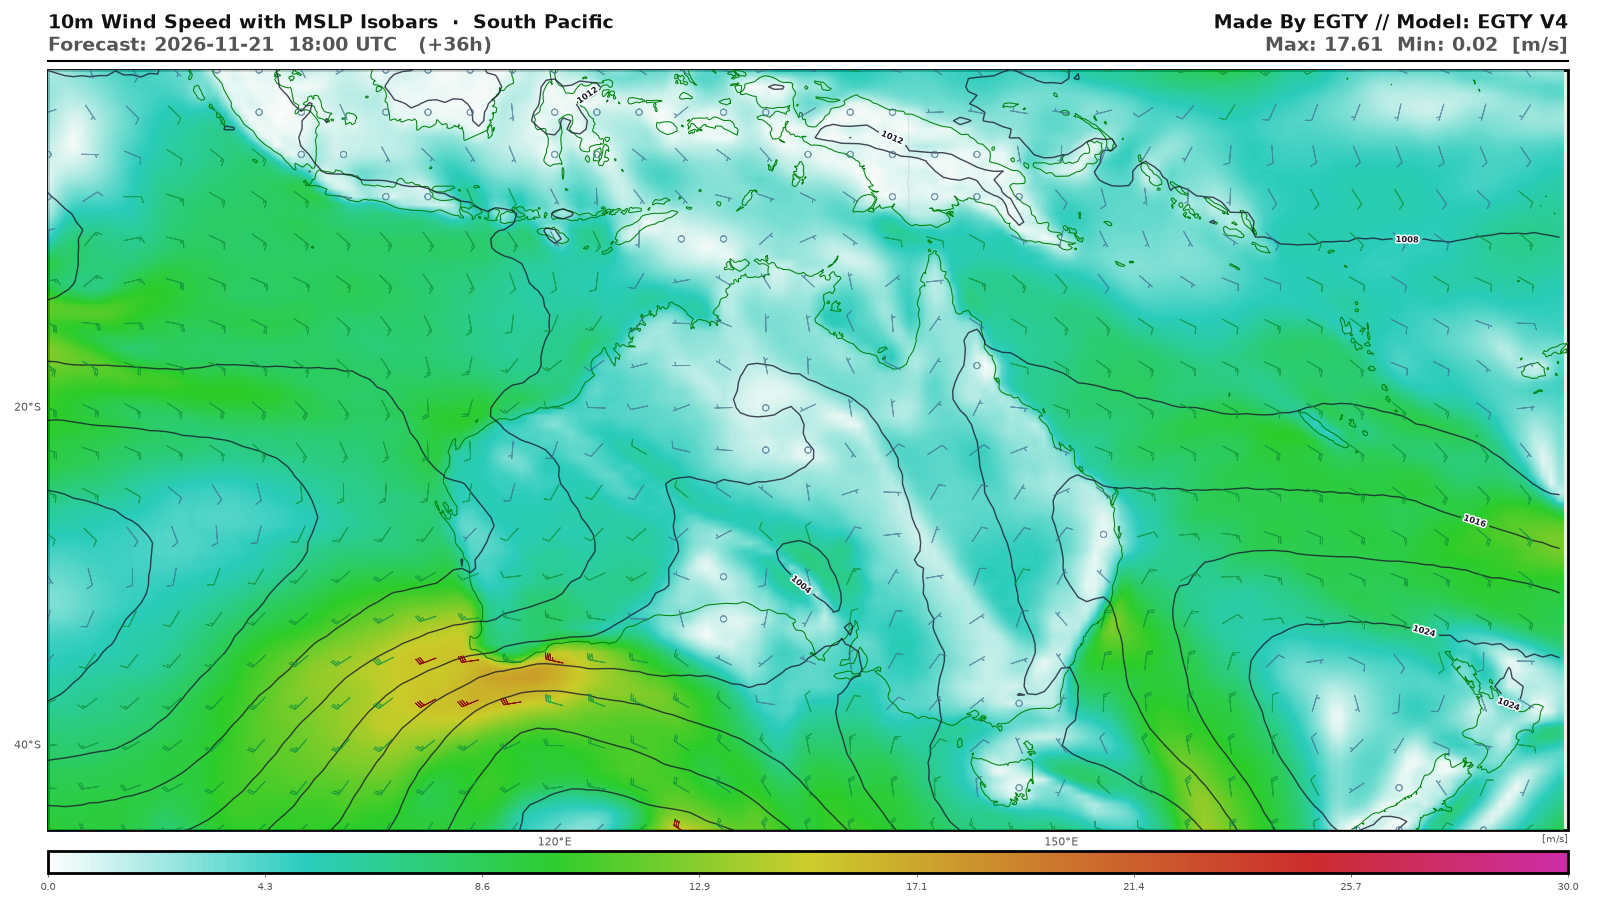 10m Wind Speed with MSLP Isobars · South Pacific
Made By EGTY // Model: EGTY V4
Forecast: 2026-11-21 18:00 UTC (+36h)
Max: 17.61 Min: 0.02 [m/s]
1012
1012
1008
20°S
1016
1004
1024
1024
40°S
120°E
150°E
[m/s]
0.0
4.3
8.6
12.9
17.1
21.4
25.7
30.0